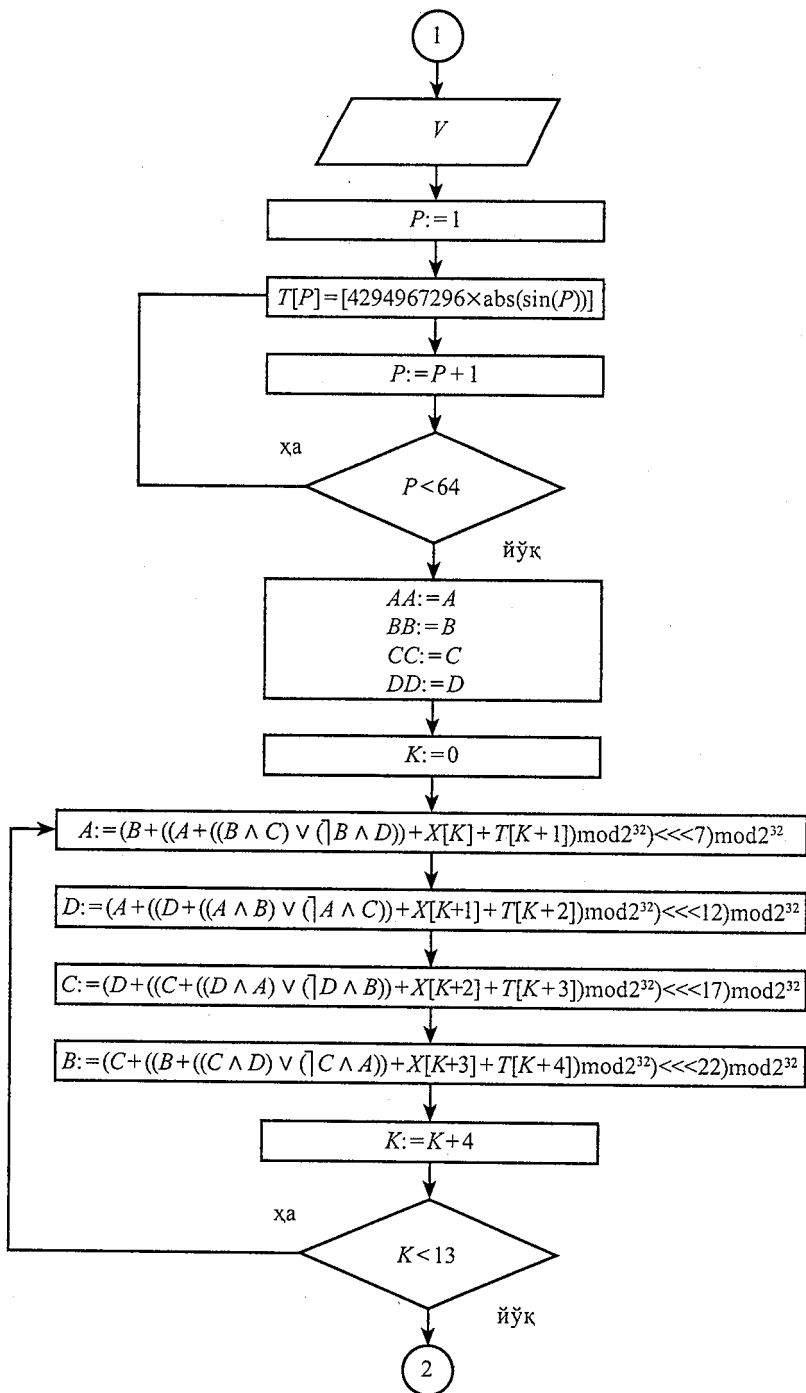 1
V
P:=1
T[P]=[4294967296×abs(sin(P))]
P:=P+1
ҳа
P<64
йўқ
AA:=A
BB:=B
CC:=C
DD:=D
K:=0
A:=(B+((A+((B∧C)∨(⌉B∧D))+X[K]+T[K+1])mod2³²)<<<7)mod2³²
D:=(A+((D+((A∧B)∨(⌉A∧C))+X[K+1]+T[K+2])mod2³²)<<<12)mod2³²
C:=(D+((C+((D∧A)∨(⌉D∧B))+X[K+2]+T[K+3])mod2³²)<<<17)mod2³²
B:=(C+((B+((C∧D)∨(⌉C∧A))+X[K+3]+T[K+4])mod2³²)<<<22)mod2³²
K:=K+4
ҳа
K<13
йўқ
2